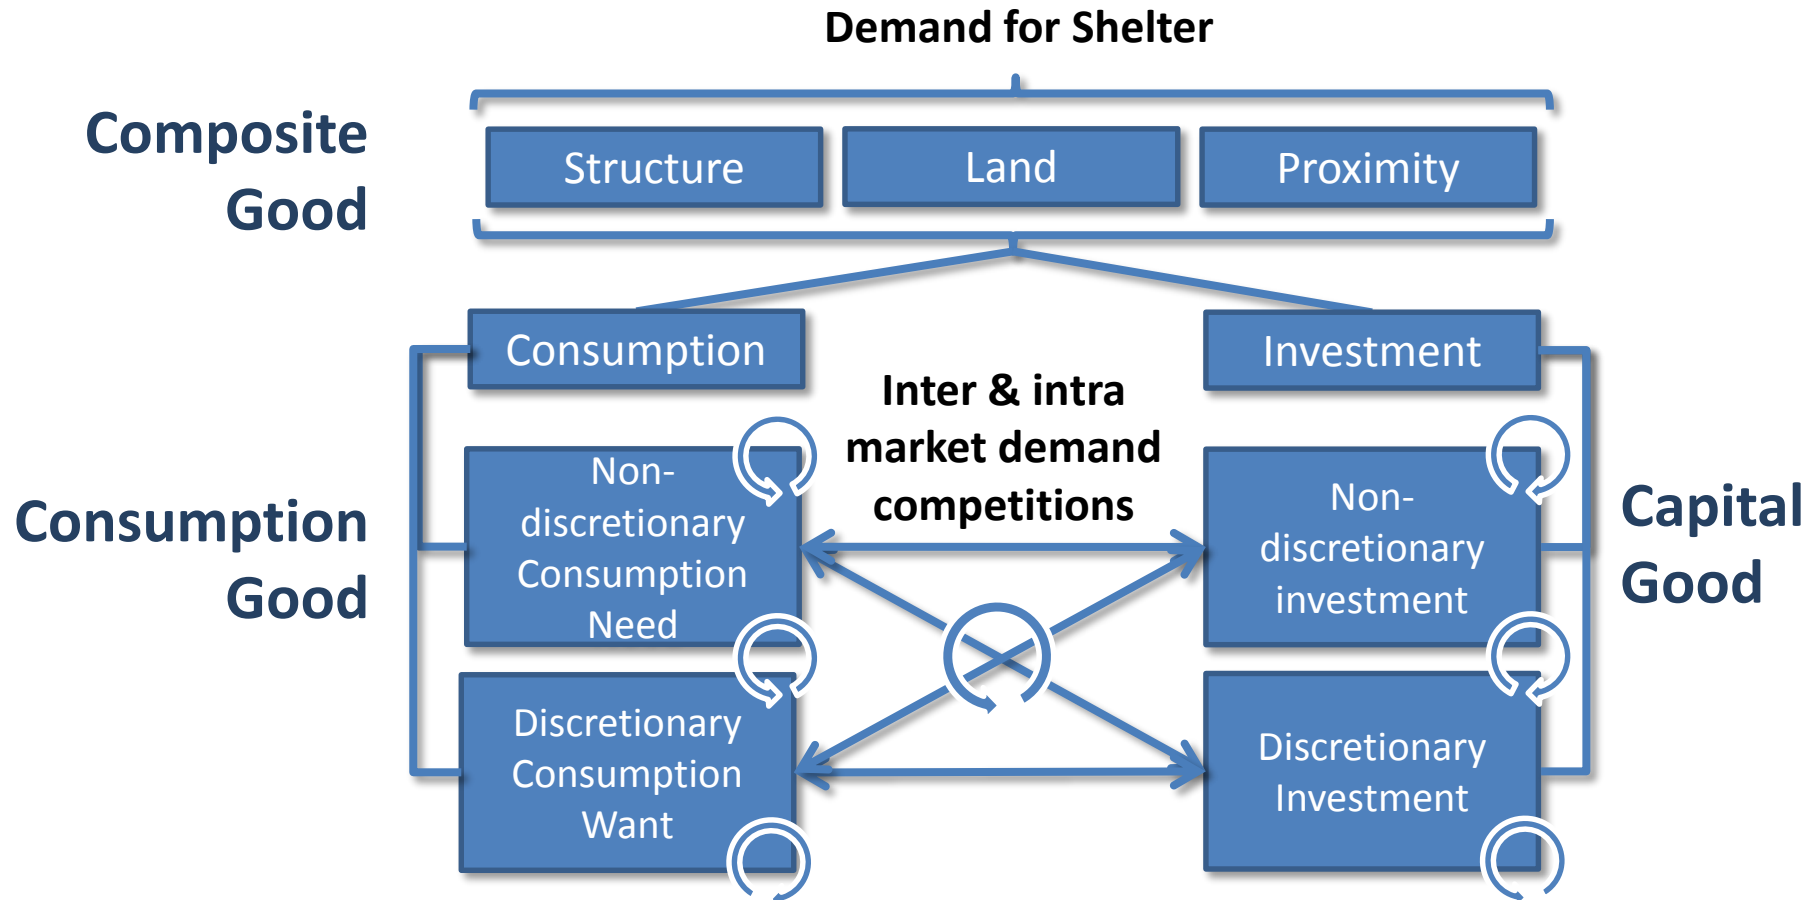 Demand for Shelter
Composite
Good
Structure
Land
Proximity
Consumption
Investment
Inter & intra
market demand
competitions
Consumption
Good
Non-
discretionary
Consumption
Need
Non-
discretionary
investment
Capital
Good
Discretionary
Consumption
Want
Discretionary
Investment